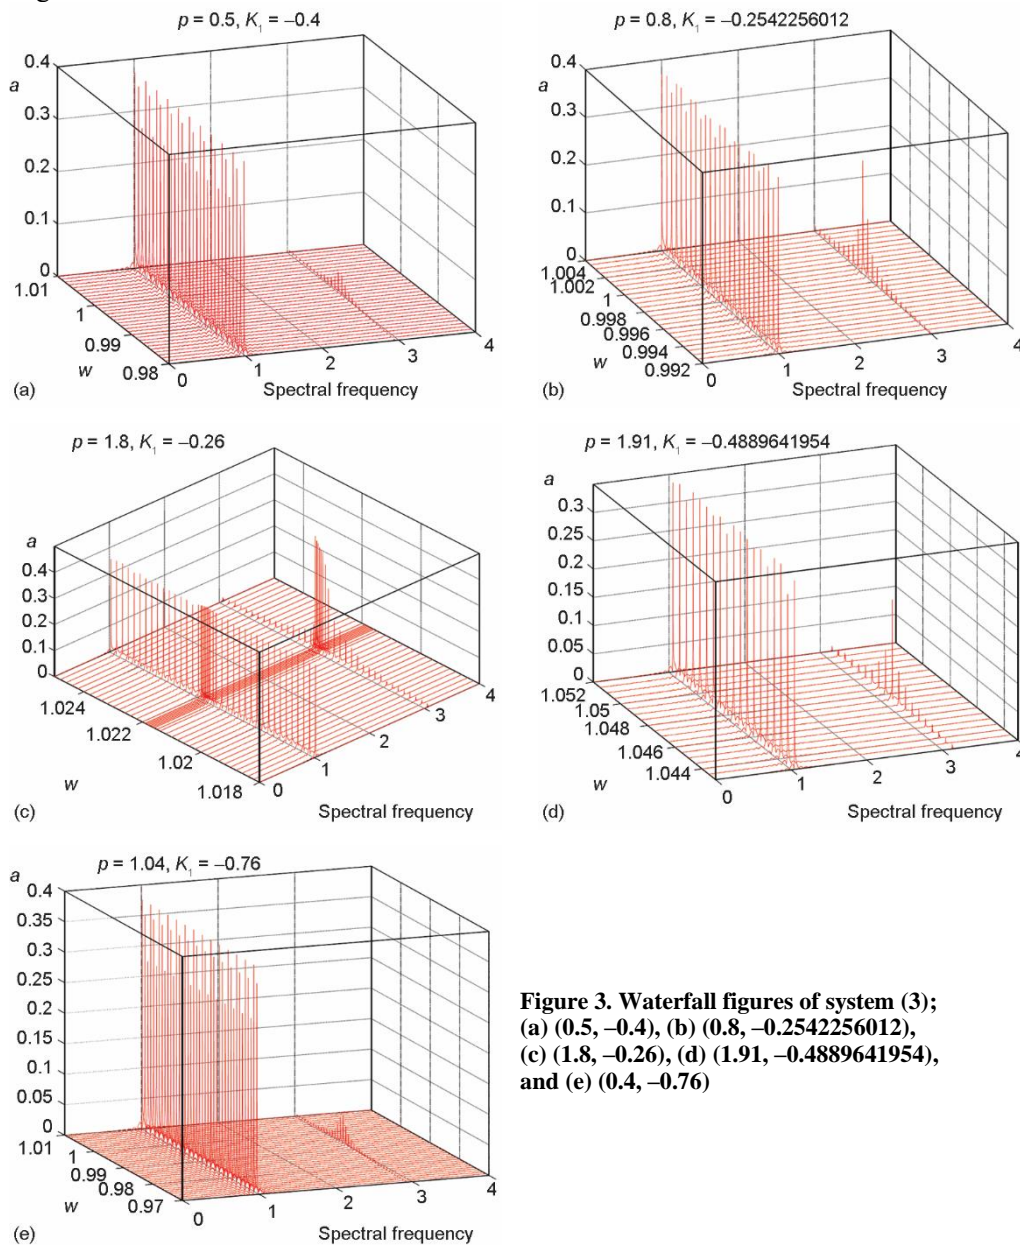 p = 0.5, K₁ = –0.4
a
0.4
0.3
0.2
0.1
0
1.01
1
0.99
0.98
w
0
1
2
3
4
Spectral frequency
(a)
p = 0.8, K₁ = –0.2542256012
a
0.4
0.3
0.2
0.1
0
1.004
1.002
1
0.998
0.996
0.994
0.992
w
0
1
2
3
4
Spectral frequency
(b)
p = 1.8, K₁ = –0.26
a
a
0.4
0.3
0.2
0.1
0
1.024
1.022
1.02
1.018
w
0
1
2
3
4
Spectral frequency
(c)
p = 1.91, K₁ = –0.4889641954
a
0.3
0.25
0.2
0.15
0.1
0.05
0
1.052
1.05
1.048
1.046
1.044
w
0
1
2
3
4
Spectral frequency
(d)
p = 1.04, K₁ = –0.76
a
0.4
0.35
0.3
0.25
0.2
0.15
0.1
0.05
0
1.01
1
0.99
0.98
0.97
w
0
1
2
3
4
Spectral frequency
(e)
Figure 3. Waterfall figures of system (3);
(a) (0.5, –0.4), (b) (0.8, –0.2542256012),
(c) (1.8, –0.26), (d) (1.91, –0.4889641954),
and (e) (0.4, –0.76)